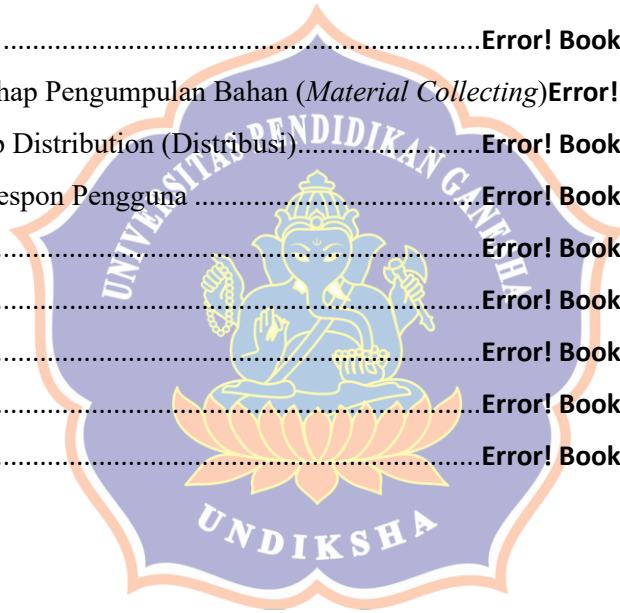 ....................Error! Book
hap Pengumpulan Bahan (Material Collecting)Error!
Distribution (Distribusi)....................Error! Book
espon Pengguna ....................Error! Book
....................Error! Book
....................Error! Book
....................Error! Book
....................Error! Book
....................Error! Book
UNIVERSITAS PENDIDIKAN GANESHA
UNDIKSHA